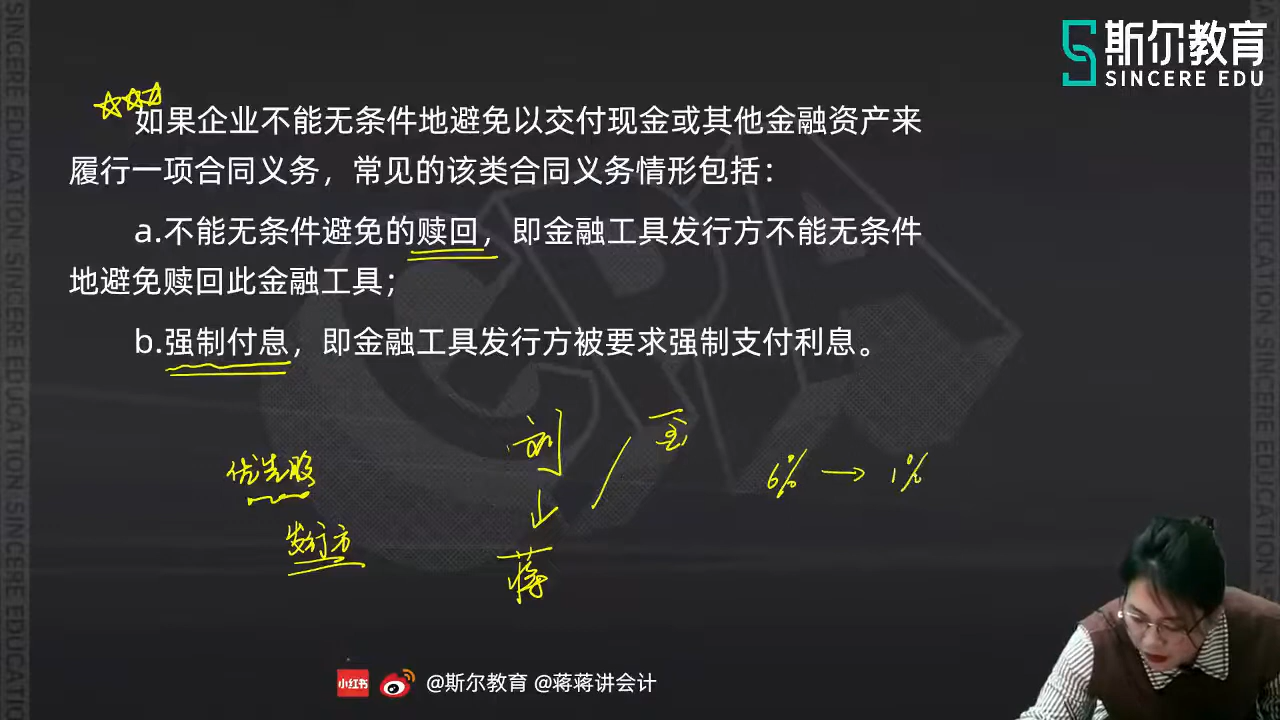 斯尔教育
SINCERE EDU
如果企业不能无条件地避免以交付现金或其他金融资产来
履行一项合同义务，常见的该类合同义务情形包括：
a.不能无条件避免的赎回，即金融工具发行方不能无条件
地避免赎回此金融工具；
b.强制付息，即金融工具发行方被要求强制支付利息。
优先股
发行方
蒋
6% → 1%
小红书 @斯尔教育 @蒋蒋讲会计
SINCERE EDUCATION